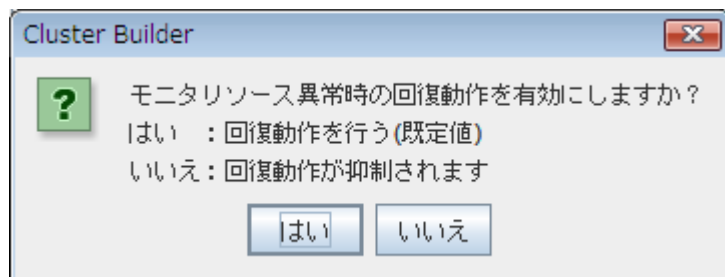 Cluster Builder
モニタリソース異常時の回復動作を有効にしますか？
はい　：回復動作を行う(既定値)
いいえ：回復動作が抑制されます
はい　いいえ